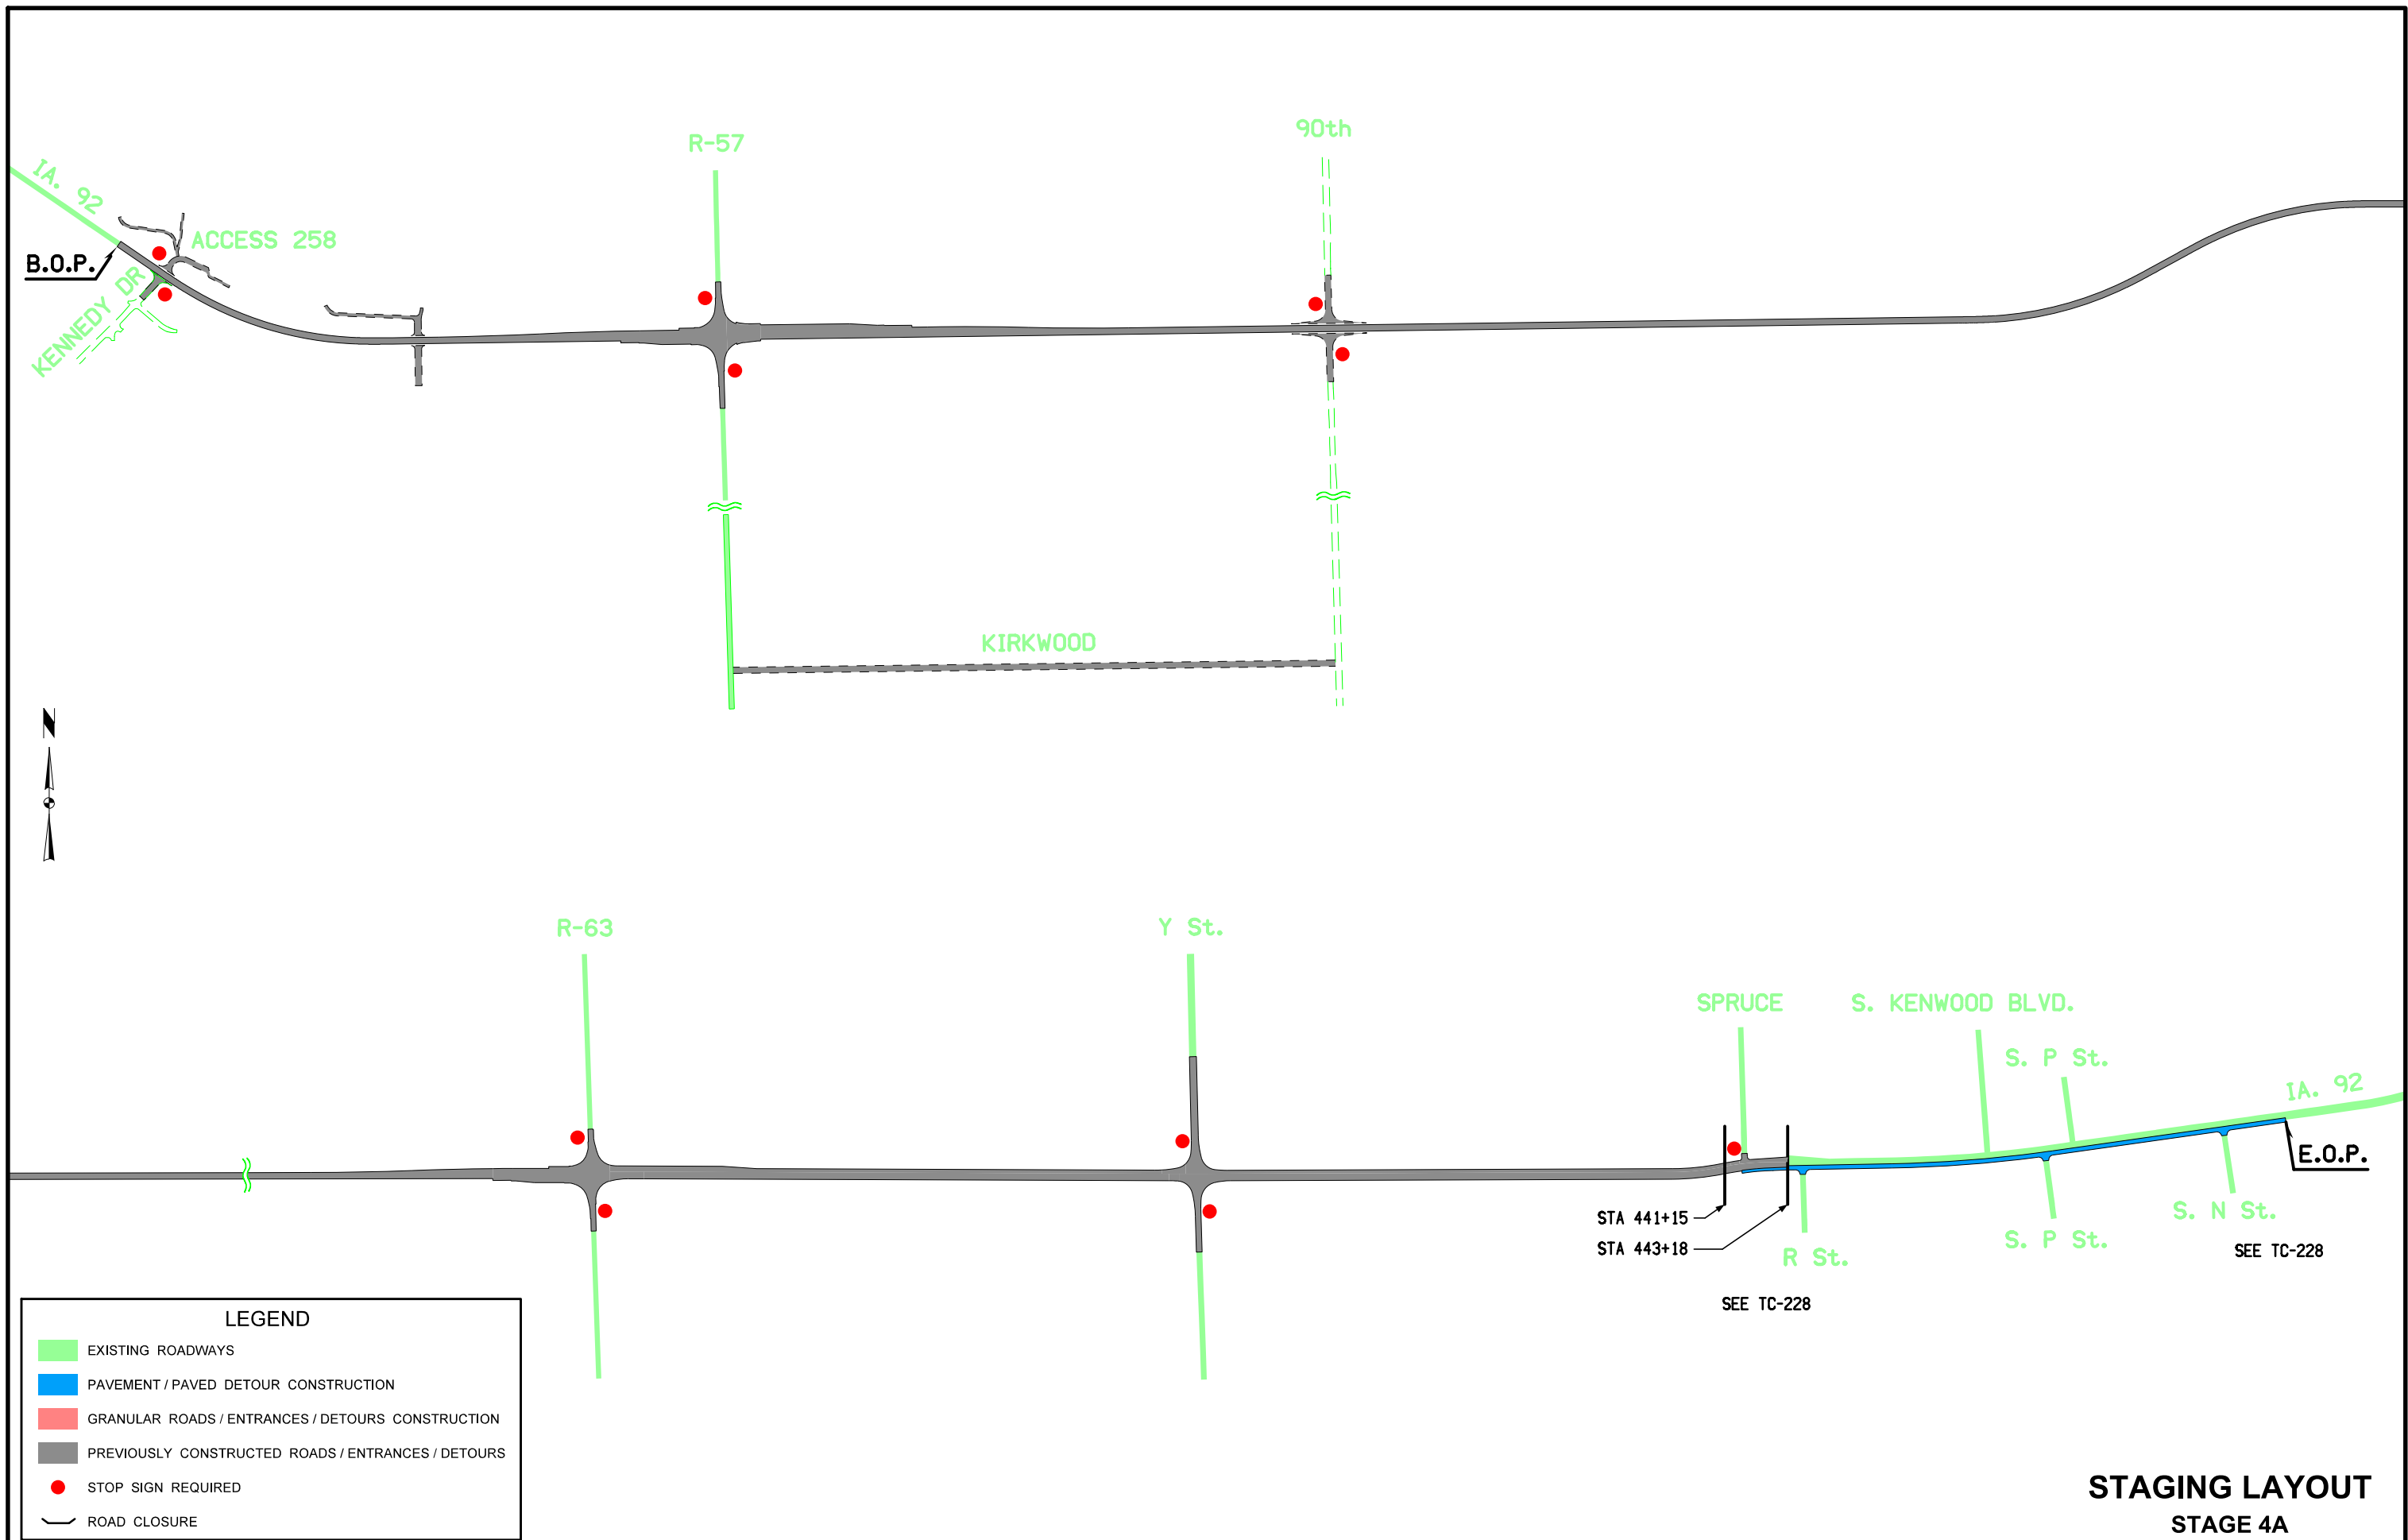 R-57
90th
IA. 92
ACCESS 258
B.O.P.
KENNEDY DR
KIRKWOOD
N
R-63
Y St.
SPRUCE
S. KENWOOD BLVD.
S. P St.
IA. 92
E.O.P.
STA 441+15
STA 443+18
R St.
S. P St.
S. N St.
SEE TC-228
SEE TC-228
LEGEND
EXISTING ROADWAYS
PAVEMENT / PAVED DETOUR CONSTRUCTION
GRANULAR ROADS / ENTRANCES / DETOURS CONSTRUCTION
PREVIOUSLY CONSTRUCTED ROADS / ENTRANCES / DETOURS
STOP SIGN REQUIRED
ROAD CLOSURE
STAGING LAYOUT
STAGE 4A